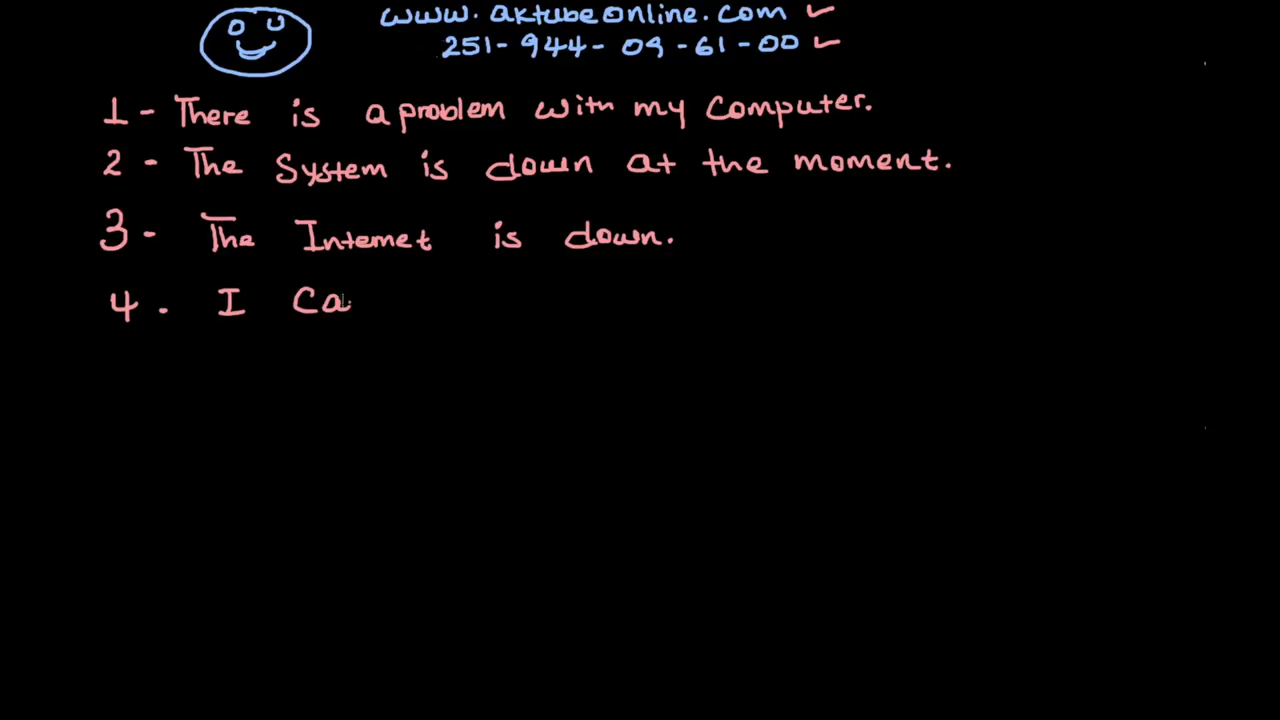 www.aktubeonline.com
251-944-09-61-00
1 - There is a problem with my computer.
2 - The System is down at the moment.
3 - The Internet is down.
4. I Ca